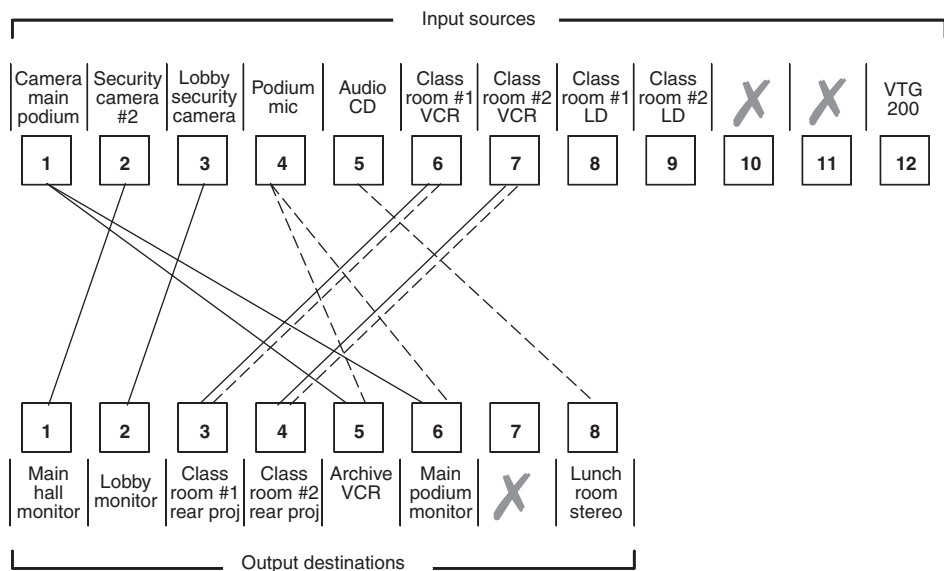 Input sources
Camera main podium
Security camera #2
Lobby security camera
Podium mic
Audio CD
Class room #1 VCR
Class room #2 VCR
Class room #1 LD
Class room #2 LD
VTG 200
1 2 3 4 5 6 7 8 9 10 11 12
1 2 3 4 5 6 7 8
Main hall monitor
Lobby monitor
Class room #1 rear proj
Class room #2 rear proj
Archive VCR
Main podium monitor
Lunch room stereo
Output destinations